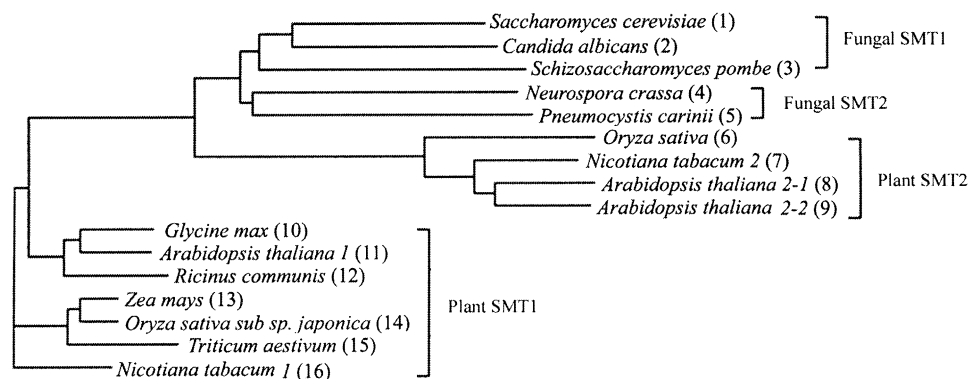 Saccharomyces cerevisiae (1)
Candida albicans (2)
Schizosaccharomyces pombe (3)
Fungal SMT1
Neurospora crassa (4)
Pneumocystis carinii (5)
Fungal SMT2
Oryza sativa (6)
Nicotiana tabacum 2 (7)
Arabidopsis thaliana 2-1 (8)
Arabidopsis thaliana 2-2 (9)
Plant SMT2
Glycine max (10)
Arabidopsis thaliana 1 (11)
Ricinus communis (12)
Zea mays (13)
Oryza sativa sub sp. japonica (14)
Triticum aestivum (15)
Nicotiana tabacum 1 (16)
Plant SMT1